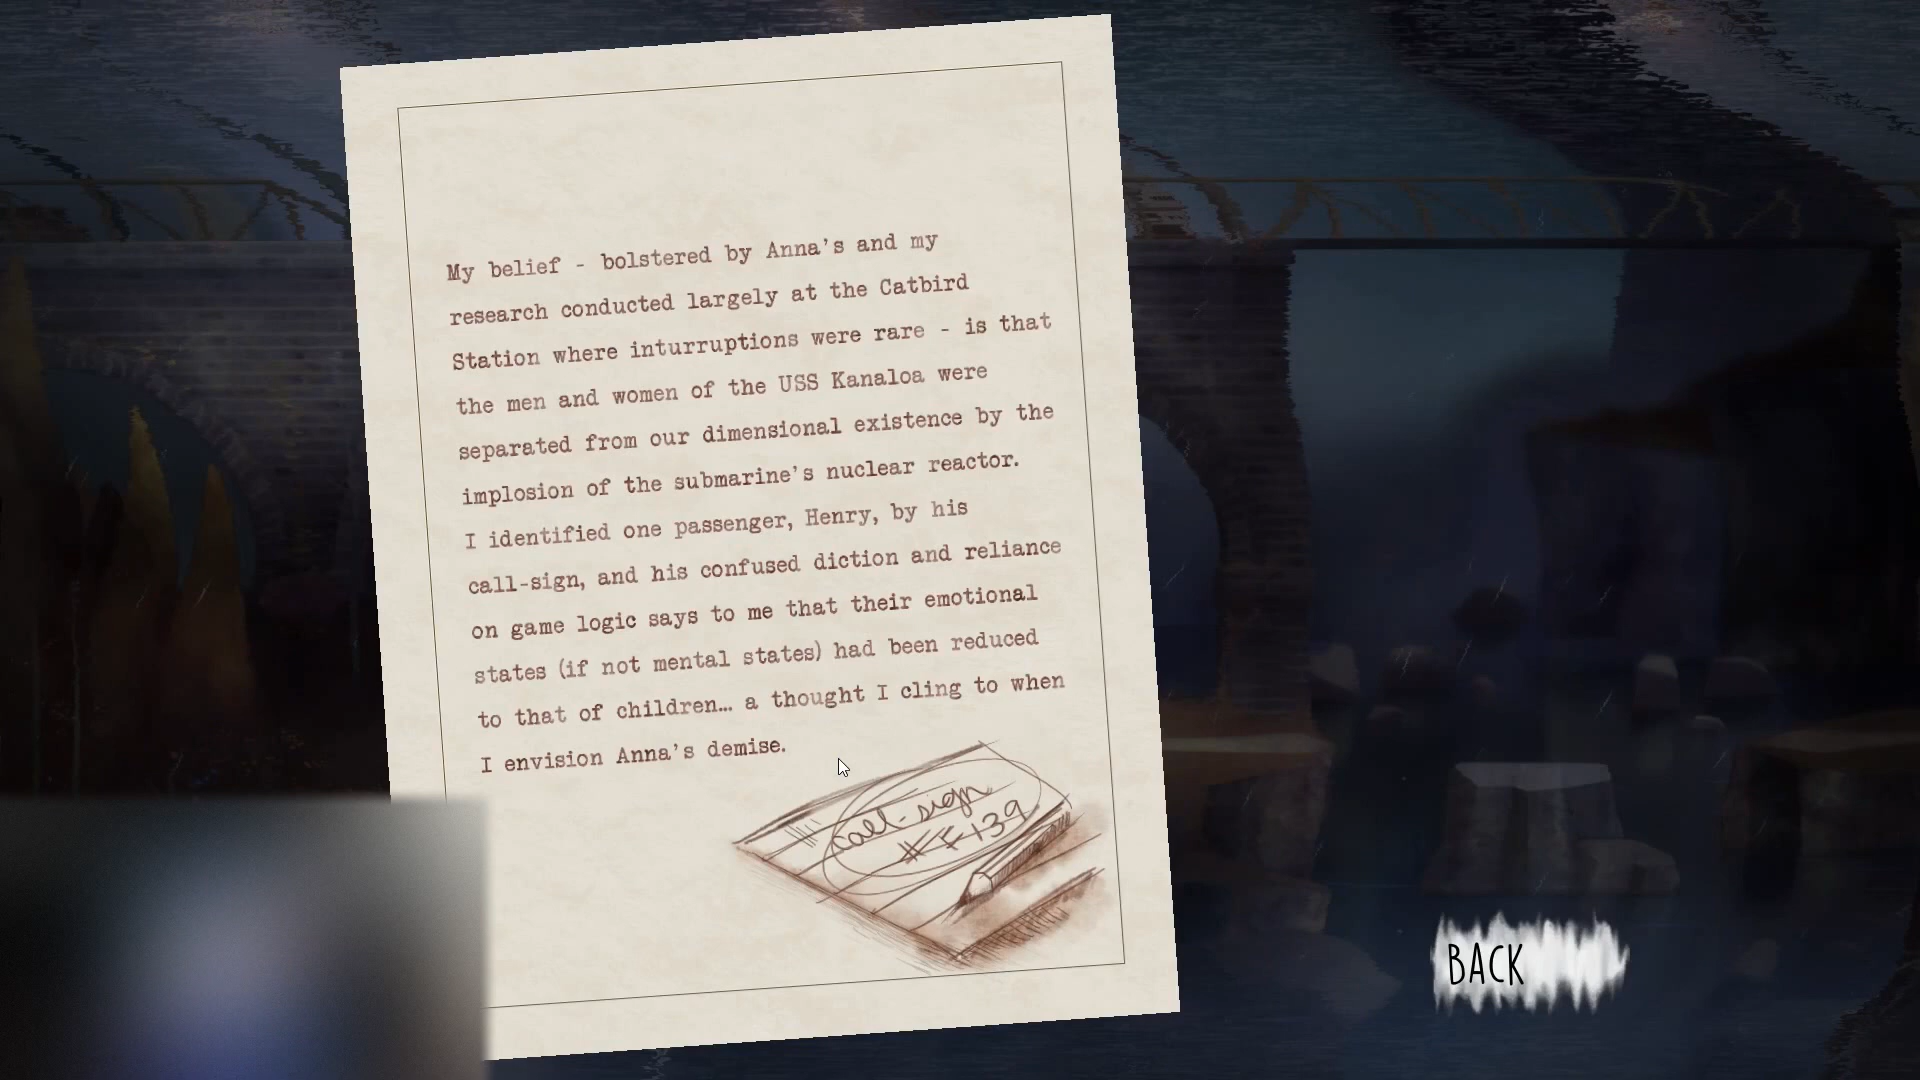 My belief - bolstered by Anna's and my
research conducted largely at the Catbird
Station where inturruptions were rare - is that
the men and women of the USS Kanaloa were
separated from our dimensional existence by the
implosion of the submarine's nuclear reactor.
I identified one passenger, Henry, by his
call-sign, and his confused diction and reliance
on game logic says to me that their emotional
states (if not mental states) had been reduced
to that of children… a thought I cling to when
I envision Anna's demise.
call-sign
139
BACK